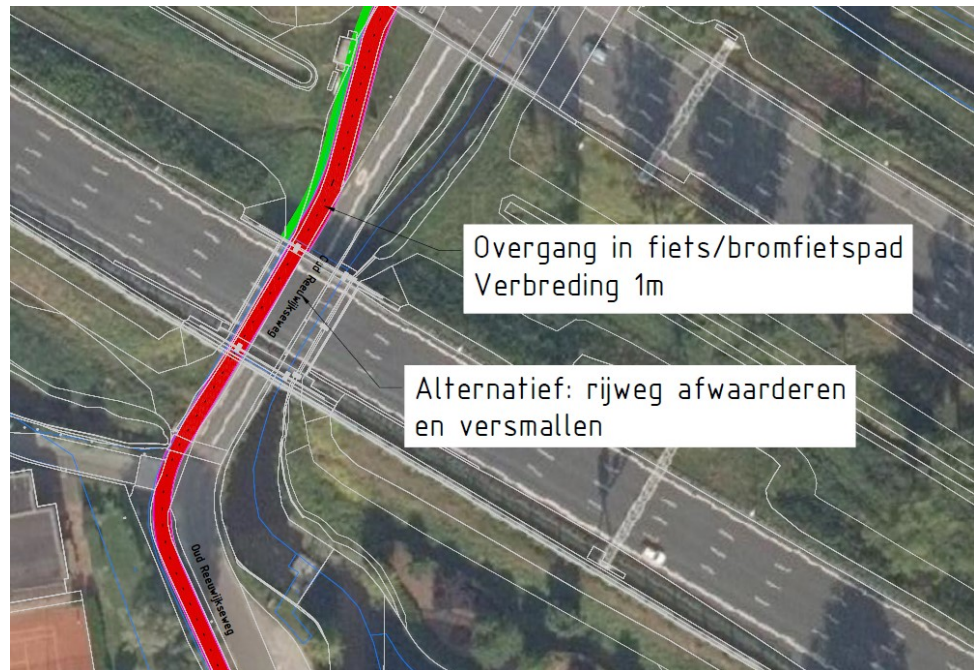 Overgang in fiets/bromfietspad
Verbreding 1m
Oud Reeuwijkseweg
Alternatief: rijweg afwaarderen
en versmallen
Oud Reeuwijkseweg